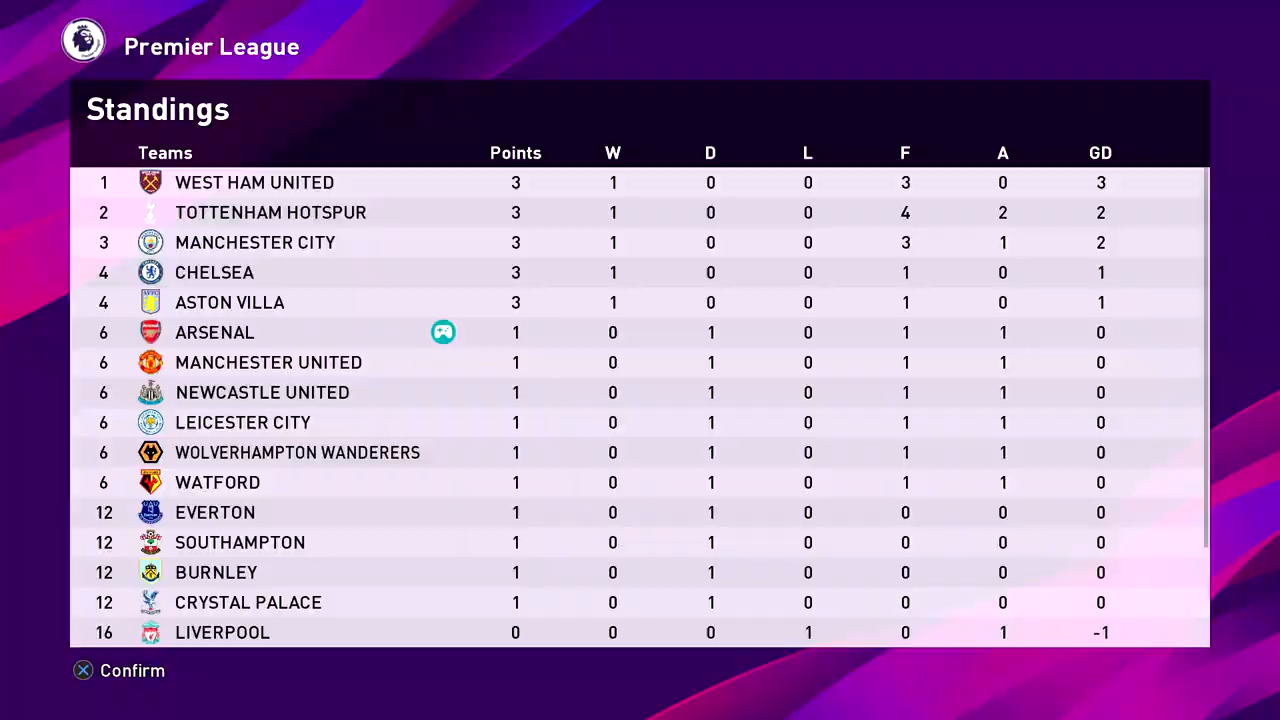 Premier League
Standings
Teams Points W D L F A GD
1 WEST HAM UNITED 3 1 0 0 3 0 3
2 TOTTENHAM HOTSPUR 3 1 0 0 4 2 2
3 MANCHESTER CITY 3 1 0 0 3 1 2
4 CHELSEA 3 1 0 0 1 0 1
4 ASTON VILLA 3 1 0 0 1 0 1
6 ARSENAL 1 0 1 0 1 1 0
6 MANCHESTER UNITED 1 0 1 0 1 1 0
6 NEWCASTLE UNITED 1 0 1 0 1 1 0
6 LEICESTER CITY 1 0 1 0 1 1 0
6 WOLVERHAMPTON WANDERERS 1 0 1 0 1 1 0
6 WATFORD 1 0 1 0 1 1 0
12 EVERTON 1 0 1 0 0 0 0
12 SOUTHAMPTON 1 0 1 0 0 0 0
12 BURNLEY 1 0 1 0 0 0 0
12 CRYSTAL PALACE 1 0 1 0 0 0 0
16 LIVERPOOL 0 0 0 1 0 1 -1
Confirm